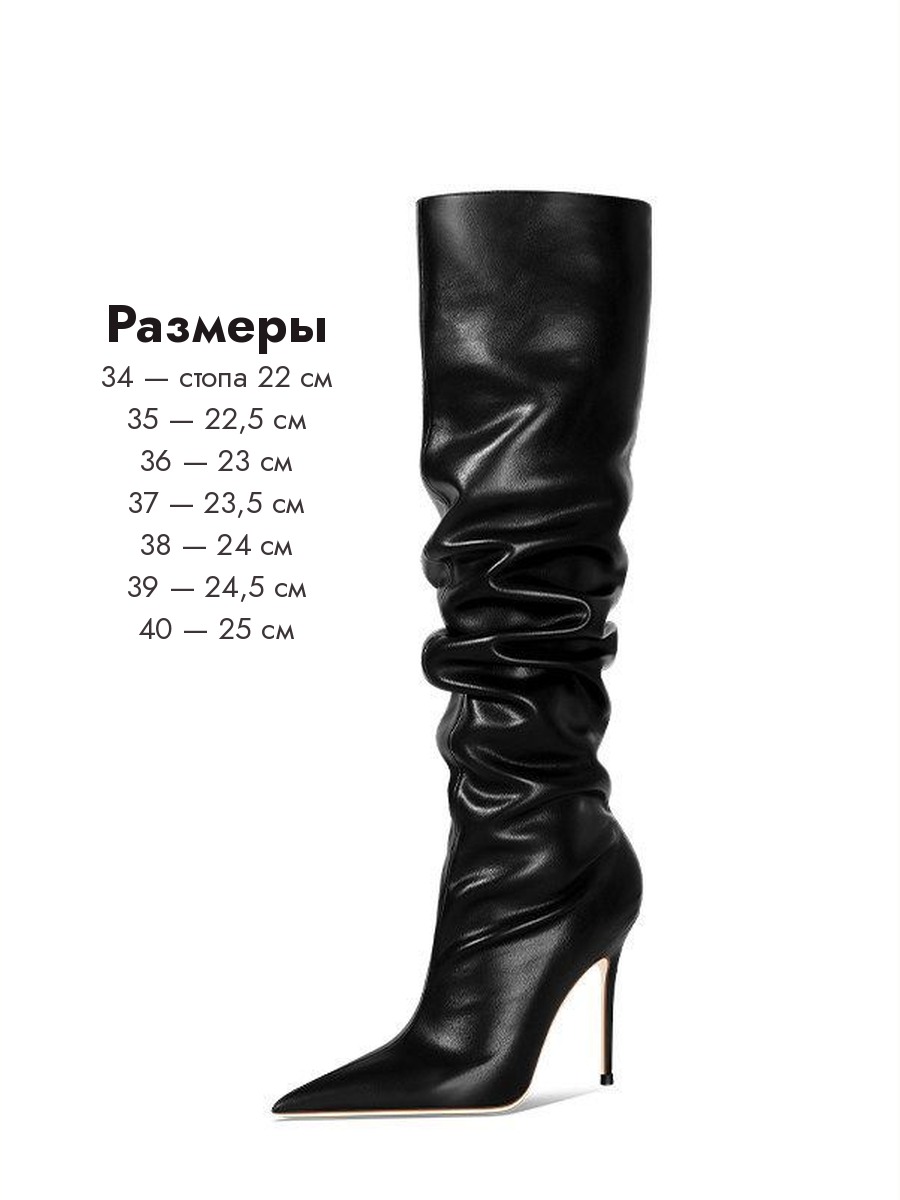 Размеры
34 — стопа 22 см
35 — 22,5 см
36 — 23 см
37 — 23,5 см
38 — 24 см
39 — 24,5 см
40 — 25 см